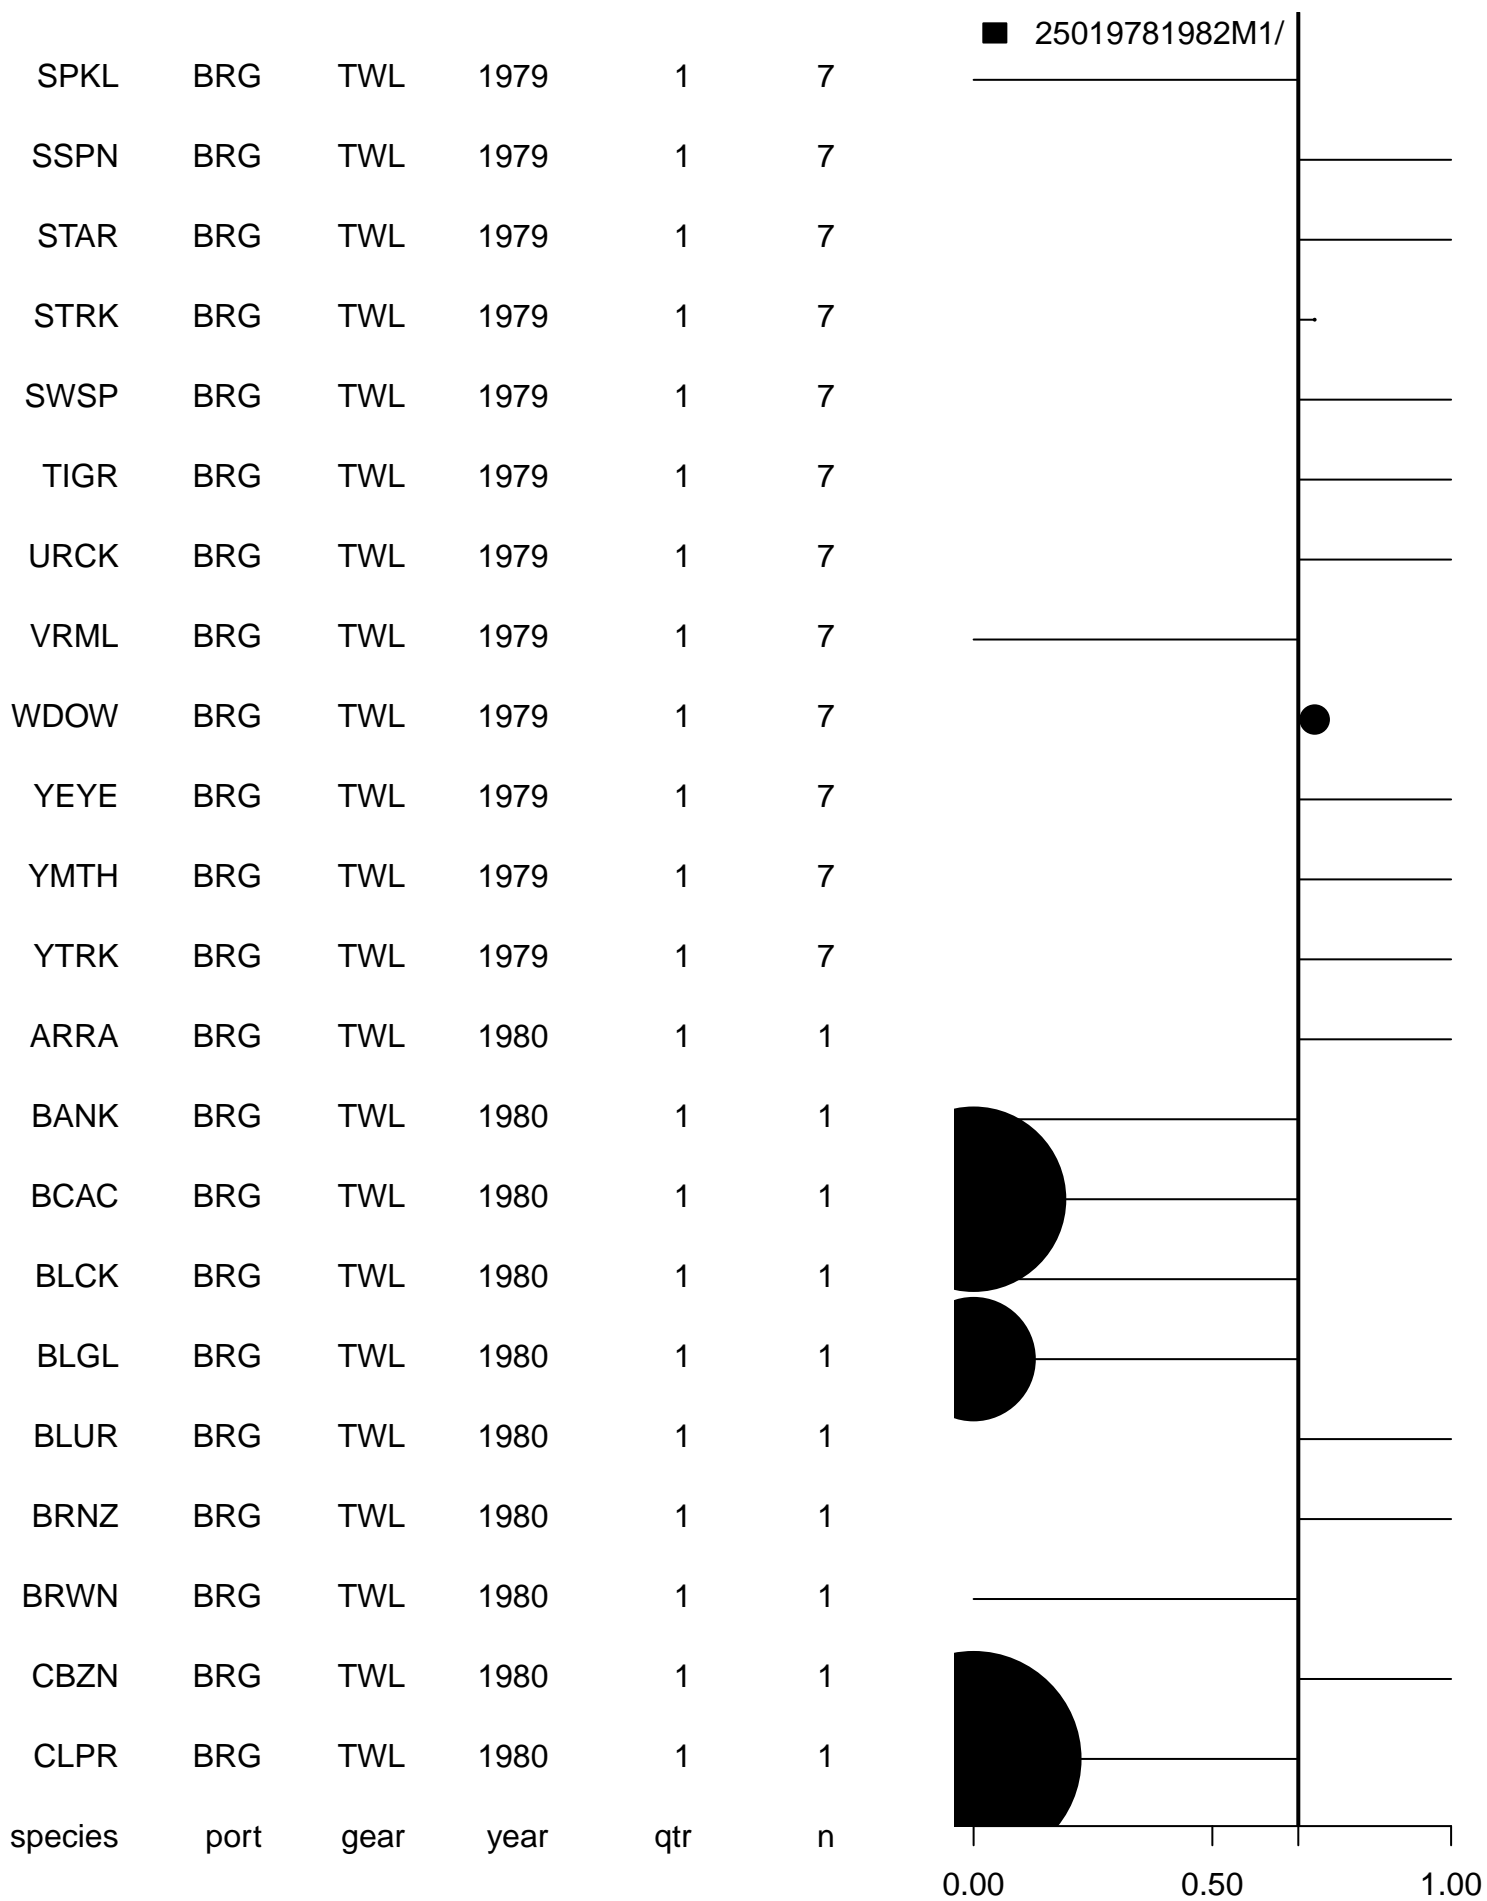 25019781982M1/
SPKL BRG TWL 1979 1 7
SSPN BRG TWL 1979 1 7
STAR BRG TWL 1979 1 7
STRK BRG TWL 1979 1 7
SWSP BRG TWL 1979 1 7
TIGR BRG TWL 1979 1 7
URCK BRG TWL 1979 1 7
VRML BRG TWL 1979 1 7
WDOW BRG TWL 1979 1 7
YEYE BRG TWL 1979 1 7
YMTH BRG TWL 1979 1 7
YTRK BRG TWL 1979 1 7
ARRA BRG TWL 1980 1 1
BANK BRG TWL 1980 1 1
BCAC BRG TWL 1980 1 1
BLCK BRG TWL 1980 1 1
BLGL BRG TWL 1980 1 1
BLUR BRG TWL 1980 1 1
BRNZ BRG TWL 1980 1 1
BRWN BRG TWL 1980 1 1
CBZN BRG TWL 1980 1 1
CLPR BRG TWL 1980 1 1
species port gear year qtr n
0.00 0.50 1.00